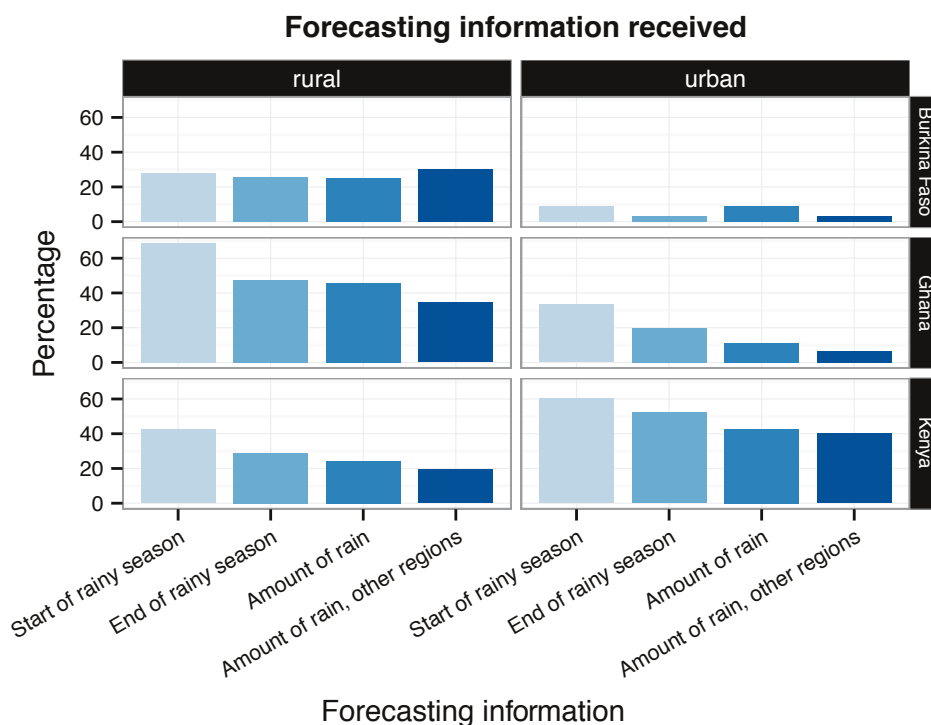 Forecasting information received
rural
urban
60
40
20
0
Burkina Faso
60
40
20
0
Ghana
60
40
20
0
Kenya
Percentage
Start of rainy season
End of rainy season
Amount of rain
Amount of rain, other regions
Start of rainy season
End of rainy season
Amount of rain
Amount of rain, other regions
Forecasting information